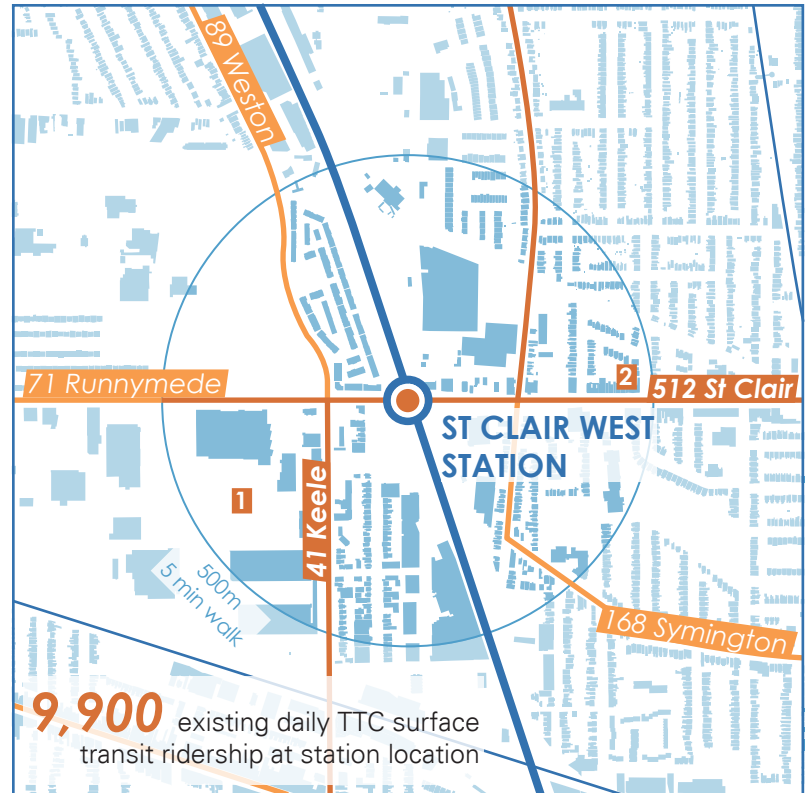 89 Weston
71 Runnymede
2
512 St Clair
ST CLAIR WEST
STATION
1
41 Keele
500m
5 min walk
168 Symington
9,900 existing daily TTC surface
transit ridership at station location